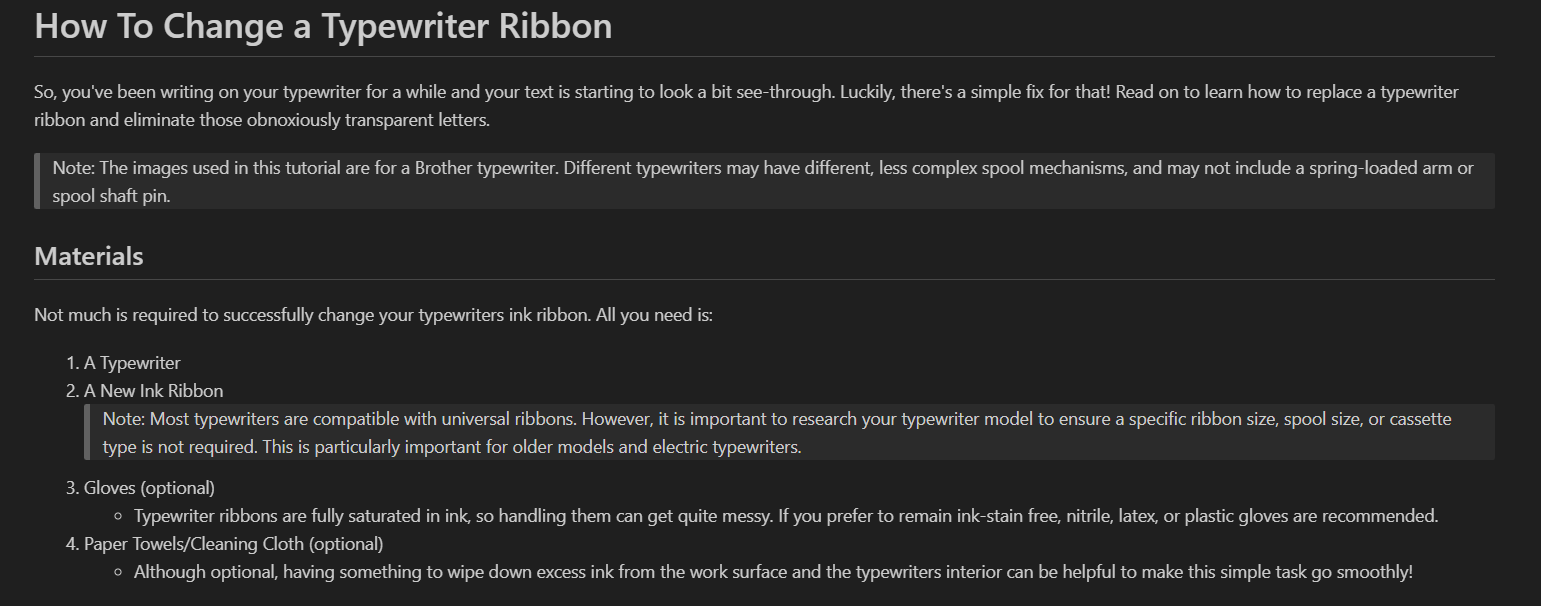 How To Change a Typewriter Ribbon
So, you've been writing on your typewriter for a while and your text is starting to look a bit see-through. Luckily, there's a simple fix for that! Read on to learn how to replace a typewriter
ribbon and eliminate those obnoxiously transparent letters.
Note: The images used in this tutorial are for a Brother typewriter. Different typewriters may have different, less complex spool mechanisms, and may not include a spring-loaded arm or
spool shaft pin.
Materials
Not much is required to successfully change your typewriters ink ribbon. All you need is:
1. A Typewriter
2. A New Ink Ribbon
Note: Most typewriters are compatible with universal ribbons. However, it is important to research your typewriter model to ensure a specific ribbon size, spool size, or cassette
type is not required. This is particularly important for older models and electric typewriters.
3. Gloves (optional)
◦ Typewriter ribbons are fully saturated in ink, so handling them can get quite messy. If you prefer to remain ink-stain free, nitrile, latex, or plastic gloves are recommended.
4. Paper Towels/Cleaning Cloth (optional)
◦ Although optional, having something to wipe down excess ink from the work surface and the typewriters interior can be helpful to make this simple task go smoothly!